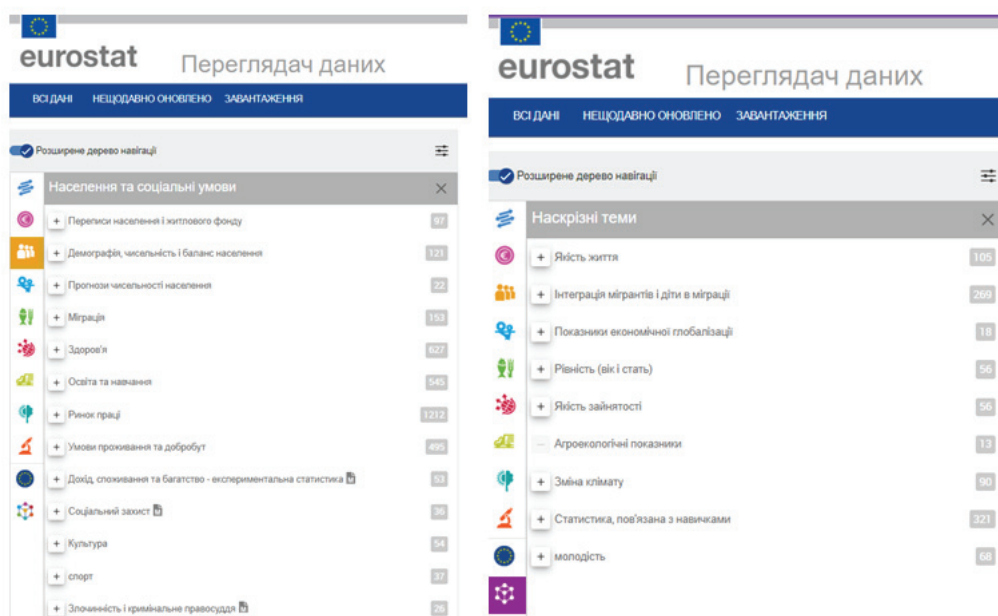 eurostat
Переглядач даних
ВСІ ДАНІ НЕЩОДАВНО ОНОВЛЕНО ЗАВАНТАЖЕННЯ
Розширене дерево навігації
Населення та соціальні умови
+ Переписи населення і житлового фонду 97
+ Демографія, чисельність і баланс населення 121
+ Прогнози чисельності населення 22
+ Міграція 153
+ Здоров'я 627
+ Освіта та навчання 545
+ Ринок праці 1212
+ Умови проживання та добробут 495
+ Дохід, споживання та багатство - експериментальна статистика 53
+ Соціальний захист 36
+ Культура 54
+ спорт 37
+ Злочинність і кримінальне правосуддя 26
eurostat
Переглядач даних
ВСІ ДАНІ НЕЩОДАВНО ОНОВЛЕНО ЗАВАНТАЖЕННЯ
Розширене дерево навігації
Наскрізні теми
+ Якість життя 105
+ Інтеграція мігрантів і діти в міграції 269
+ Показники економічної глобалізації 18
+ Рівність (вік і стать) 56
+ Якість зайнятості 56
– Агроекологічні показники 13
+ Зміна клімату 90
+ Статистика, пов'язана з навичками 321
+ молодість 68